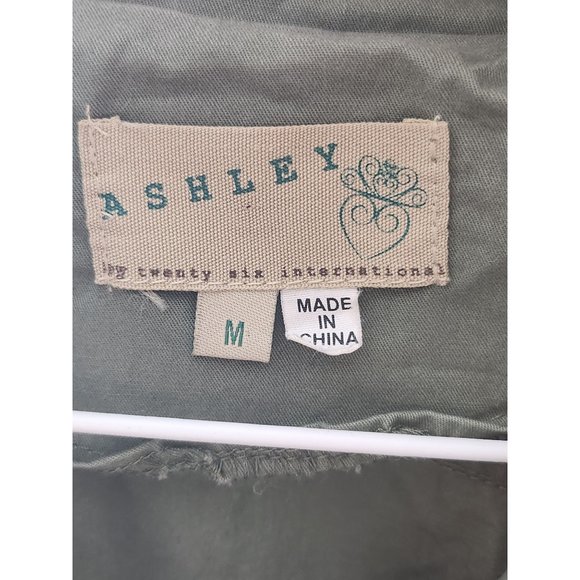 ASHLEY
by twenty six international
M
MADE
IN
CHINA